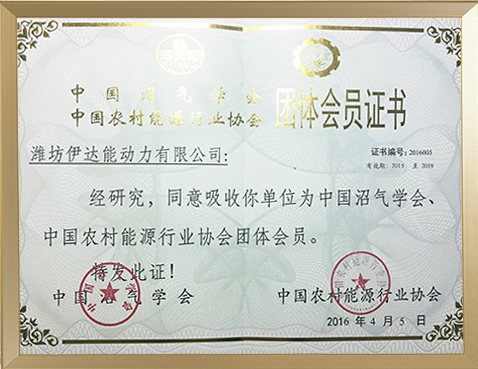 中国沼气学会
中国农村能源行业协会
团体会员证书
潍坊伊达能动力有限公司:
证书编号: 2016005
有效期: 2015 至 2019
经研究，同意吸收你单位为中国沼气学会、
中国农村能源行业协会团体会员。
特发此证！
中国沼气学会
中国农村能源行业协会
2016 年 4 月 5 日